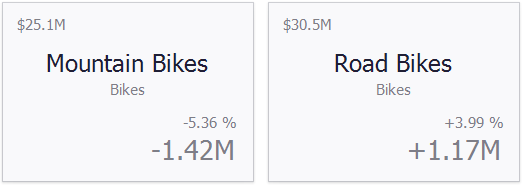 $25.1M
Mountain Bikes
Bikes
-5.36 %
-1.42M
$30.5M
Road Bikes
Bikes
+3.99 %
+1.17M